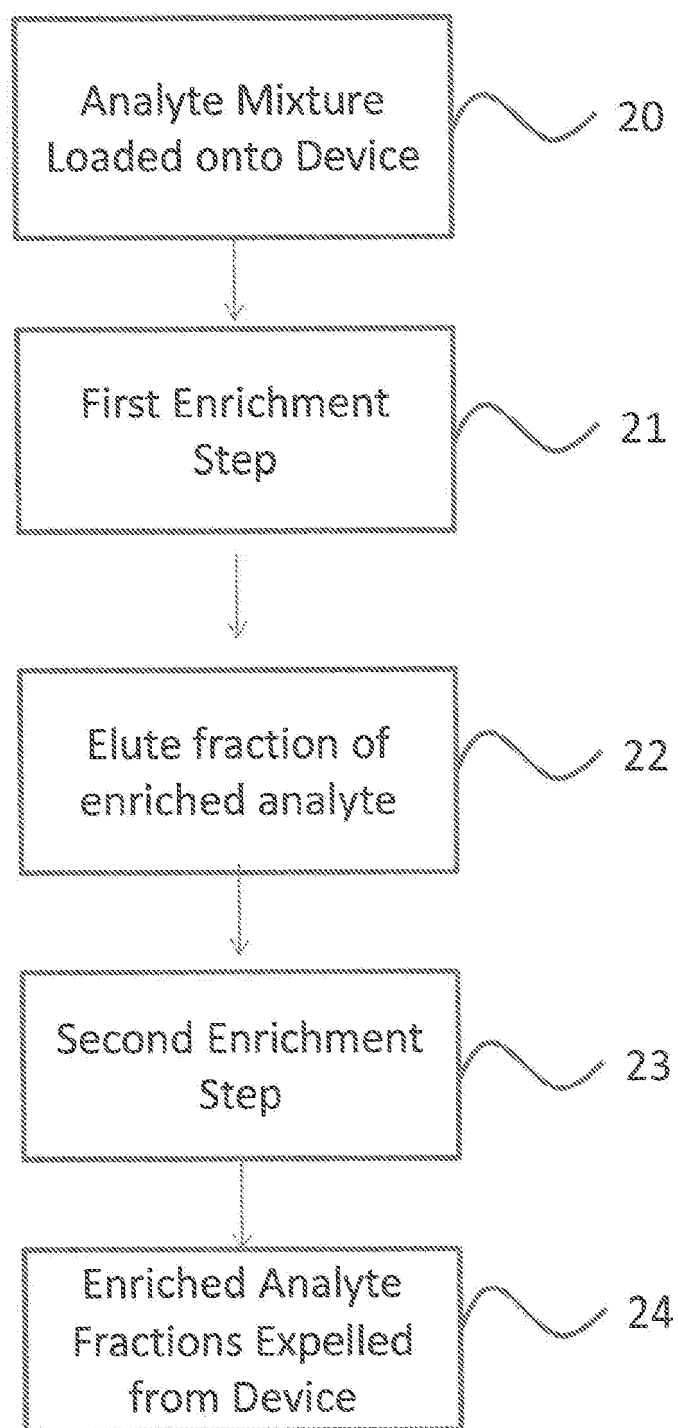 Analyte Mixture
Loaded onto Device
20
First Enrichment
Step
21
Elute fraction of
enriched analyte
22
Second Enrichment
Step
23
Enriched Analyte
Fractions Expelled
from Device
24